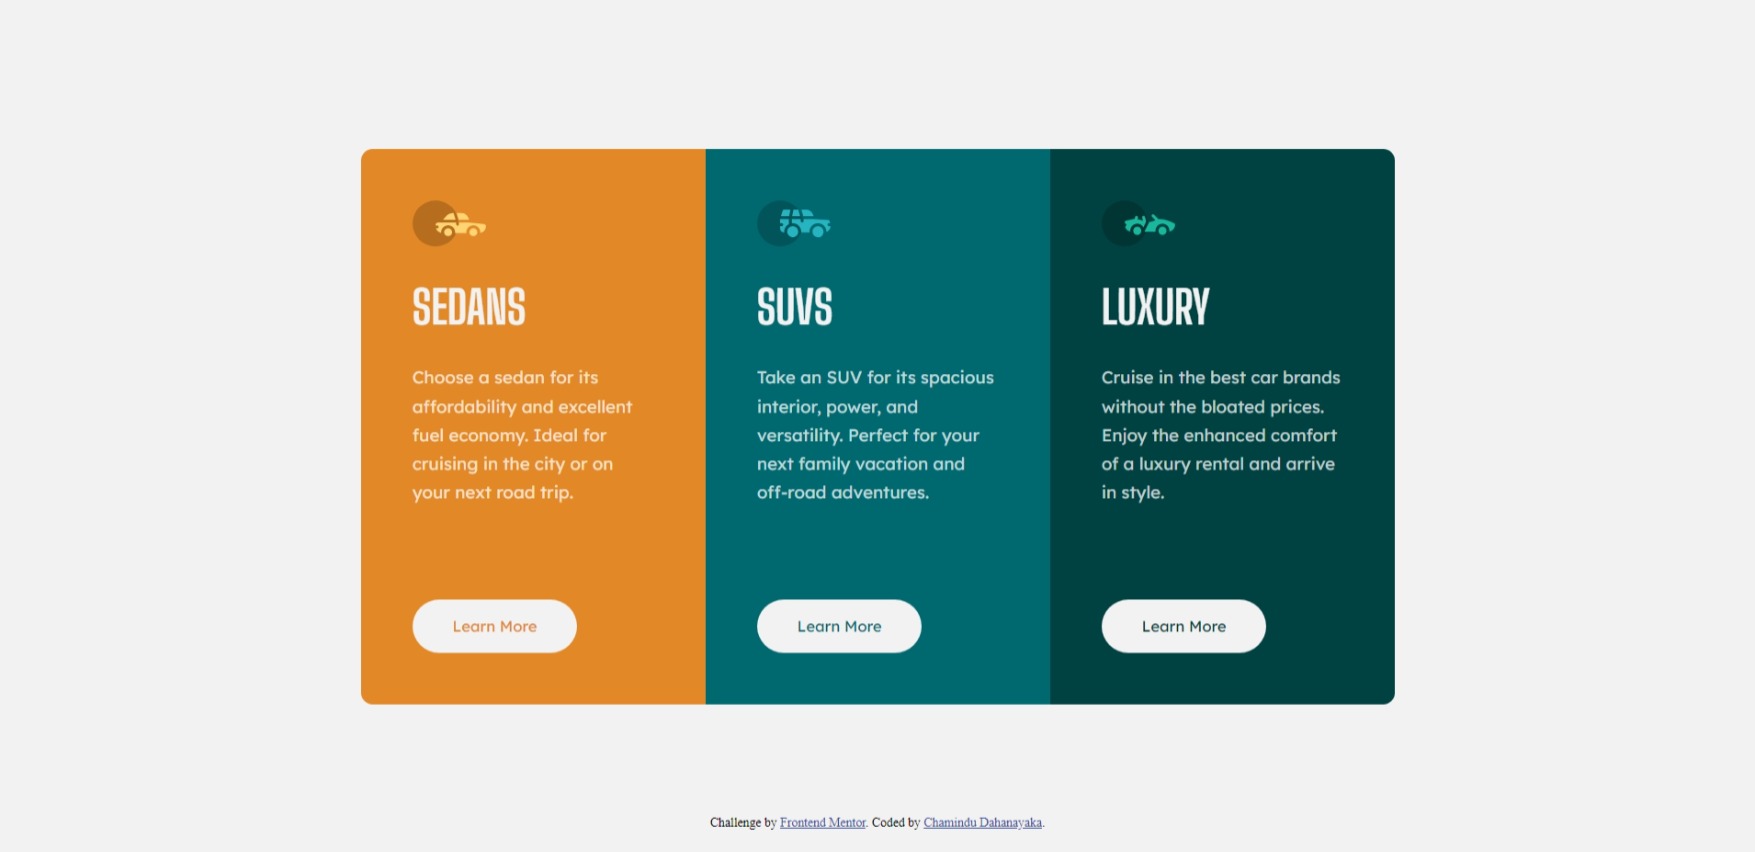 SEDANS
Choose a sedan for its
affordability and excellent
fuel economy. Ideal for
cruising in the city or on
your next road trip.
Learn More
SUVS
Take an SUV for its spacious
interior, power, and
versatility. Perfect for your
next family vacation and
off-road adventures.
Learn More
LUXURY
Cruise in the best car brands
without the bloated prices.
Enjoy the enhanced comfort
of a luxury rental and arrive
in style.
Learn More
Challenge by Frontend Mentor. Coded by Chamindu Dahanayaka.